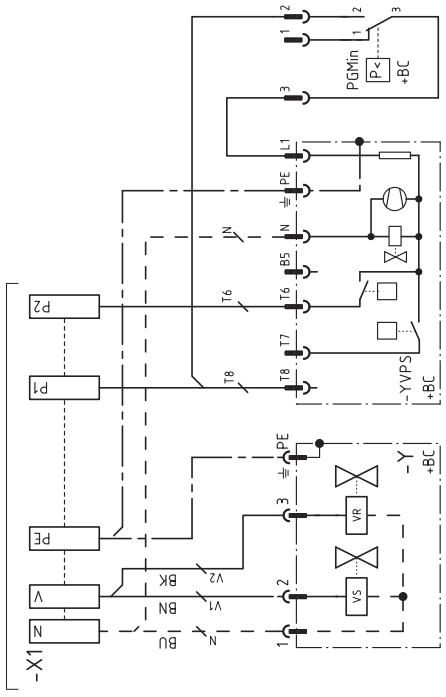 2
1
2
1
3
PGMin
P<
+BC
3
L1
PE
N
B5
T6
T7
T8
N
T6
T8
-YVPS
+BC
P2
P1
PE
V
N
-X1
PE
3
2
1
V2
BK
V1
BN
N
BU
VR
VS
-Y
+BC